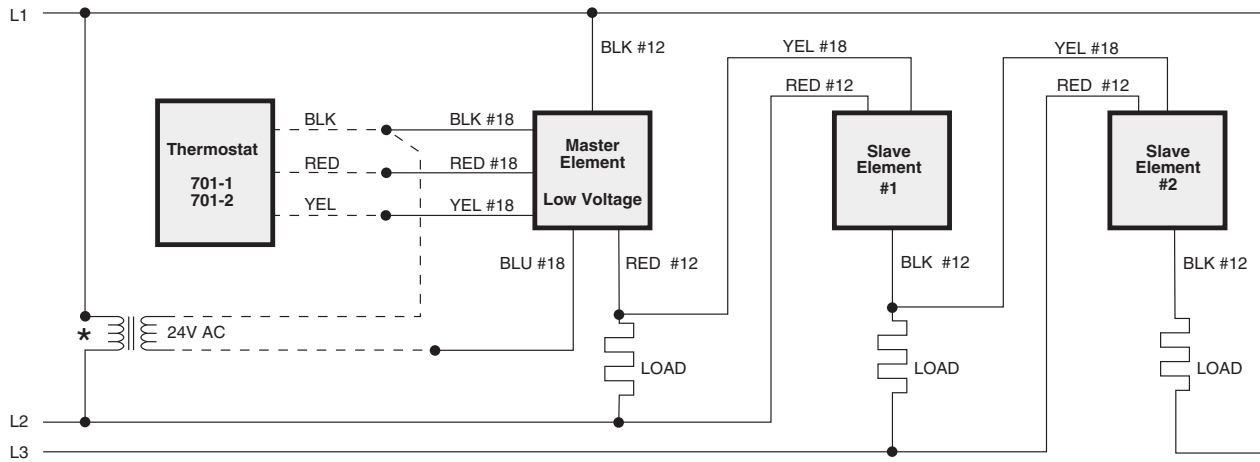 L1
BLK #12
YEL #18
YEL #18
RED #12
RED #12
Thermostat
701-1
701-2
BLK
RED
YEL
BLK #18
RED #18
YEL #18
Master
Element
Low Voltage
Slave
Element
#1
Slave
Element
#2
BLU #18
RED #12
BLK #12
BLK #12
*
24V AC
LOAD
LOAD
LOAD
L2
L3